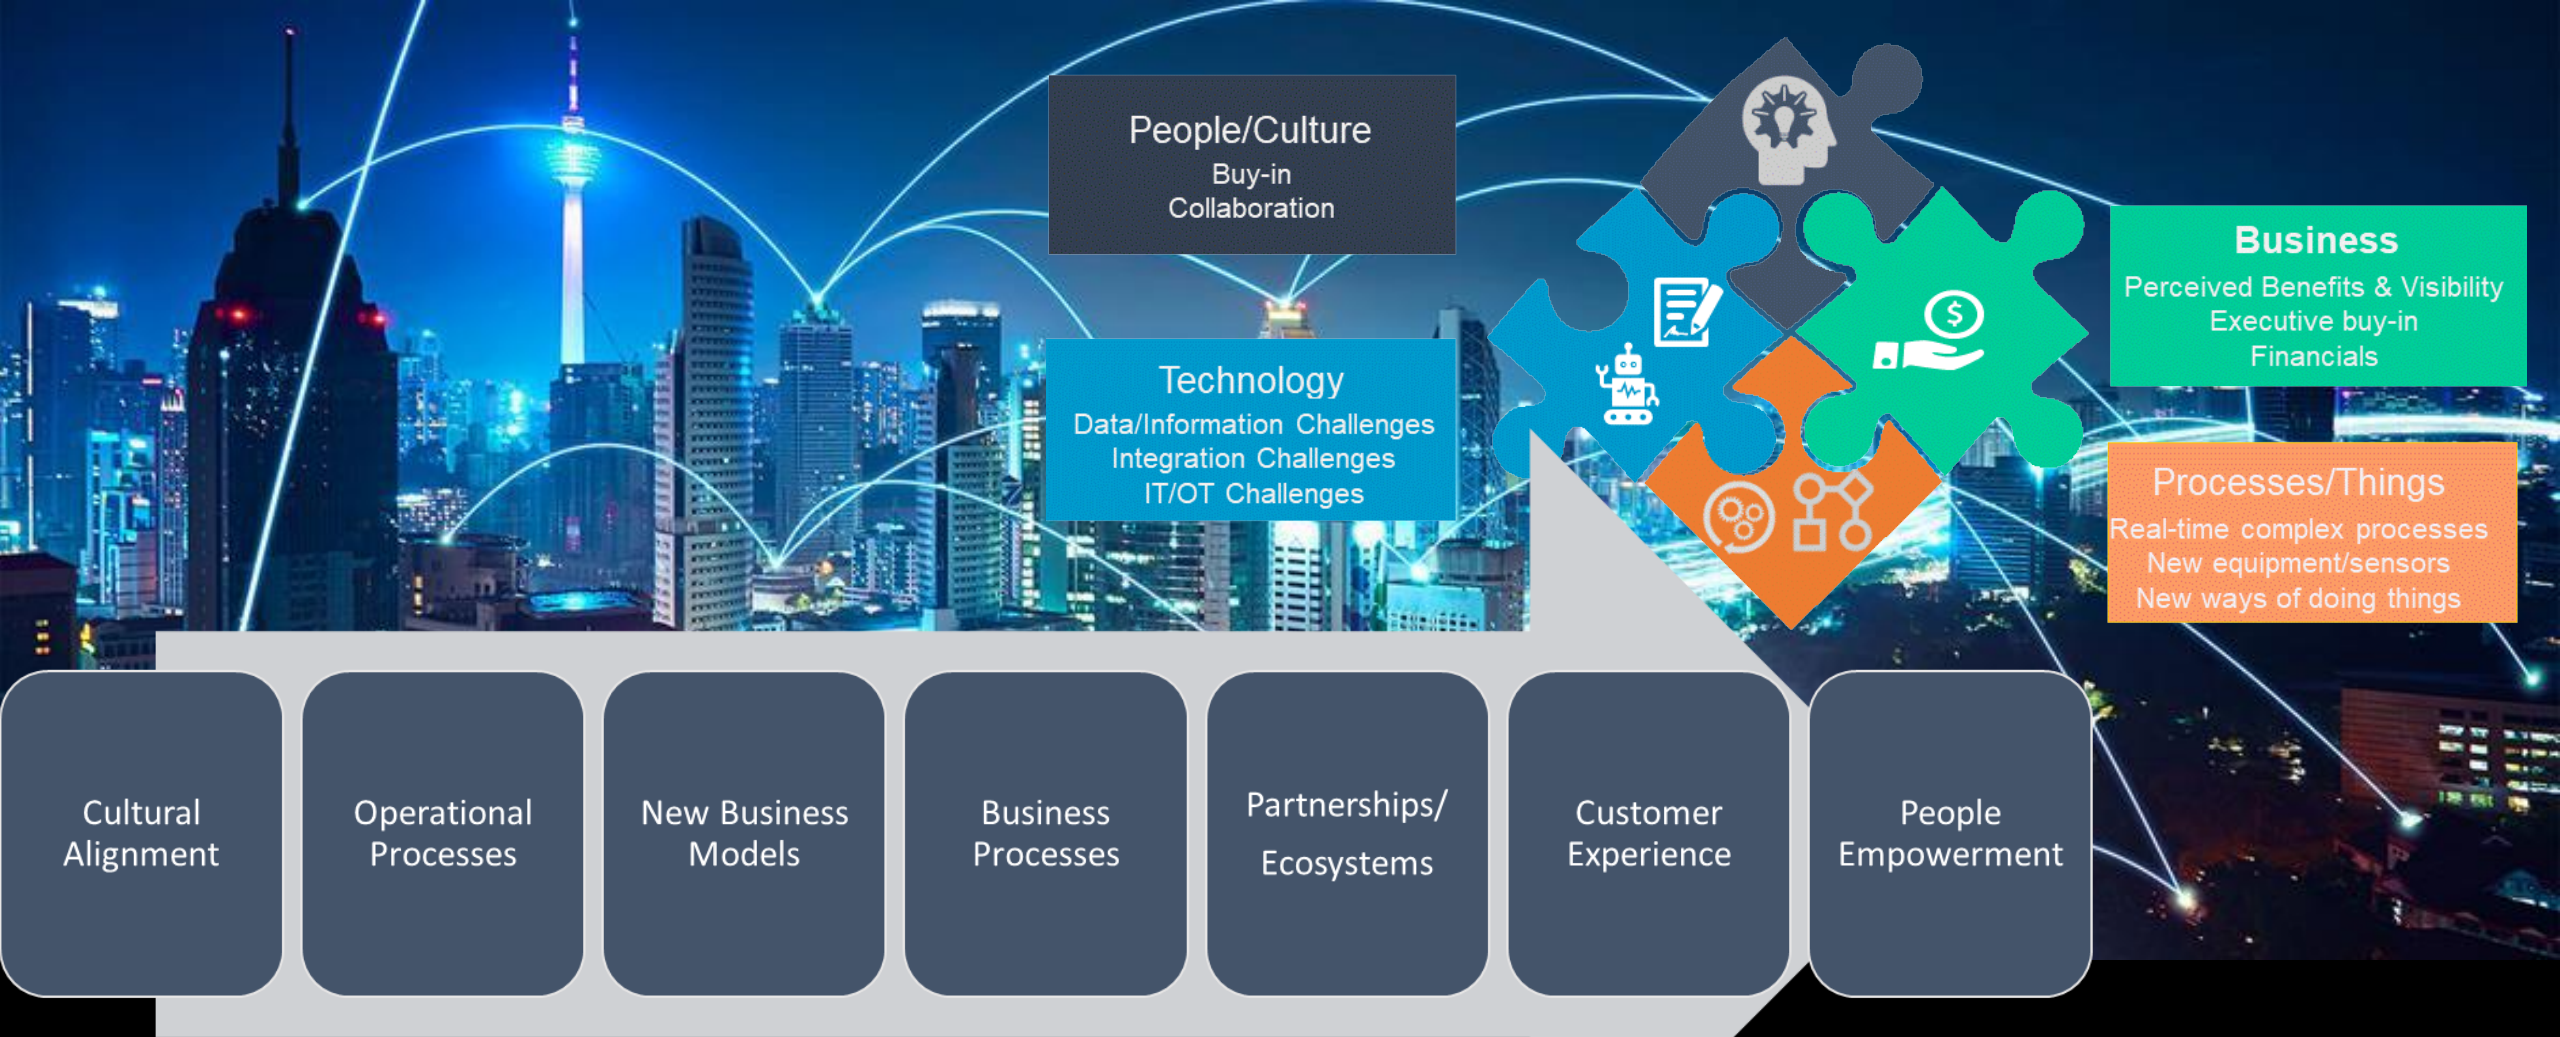 People/Culture
Buy-in
Collaboration
Technology
Data/Information Challenges
Integration Challenges
IT/OT Challenges
$
Business
Perceived Benefits & Visibility
Executive buy-in
Financials
Processes/Things
Real-time complex processes
New equipment/sensors
New ways of doing things
Cultural
Alignment
Operational
Processes
New Business
Models
Business
Processes
Partnerships/
Ecosystems
Customer
Experience
People
Empowerment